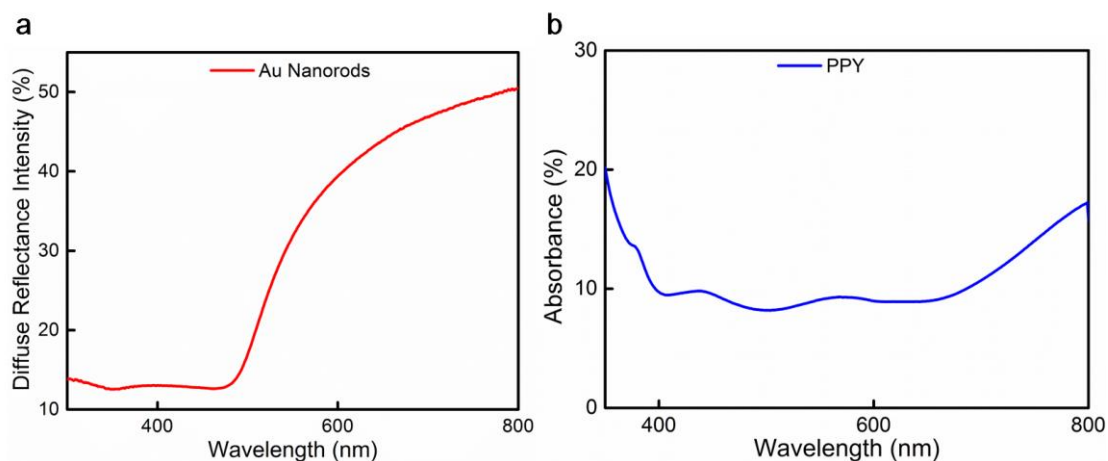 a
Au Nanorods
Diffuse Reflectance Intensity (%)
50
40
30
20
10
400
600
800
Wavelength (nm)
b
PPY
Absorbance (%)
30
20
10
0
400
600
800
Wavelength (nm)